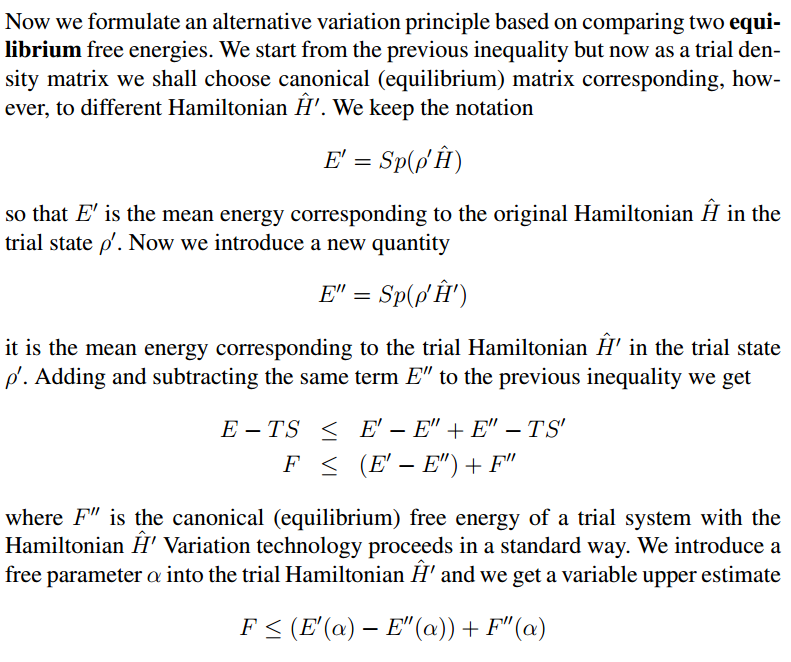 Now we formulate an alternative variation principle based on comparing two equi-
librium free energies. We start from the previous inequality but now as a trial den-
sity matrix we shall choose canonical (equilibrium) matrix corresponding, how-
ever, to different Hamiltonian Ĥ′. We keep the notation
E′ = Sp(ρ′Ĥ)
so that E′ is the mean energy corresponding to the original Hamiltonian Ĥ in the
trial state ρ′. Now we introduce a new quantity
E″ = Sp(ρ′Ĥ′)
it is the mean energy corresponding to the trial Hamiltonian Ĥ′ in the trial state
ρ′. Adding and subtracting the same term E″ to the previous inequality we get
E − TS ≤ E′ − E″ + E″ − TS′
F ≤ (E′ − E″) + F″
where F″ is the canonical (equilibrium) free energy of a trial system with the
Hamiltonian Ĥ′ Variation technology proceeds in a standard way. We introduce a
free parameter α into the trial Hamiltonian Ĥ′ and we get a variable upper estimate
F ≤ (E′(α) − E″(α)) + F″(α)